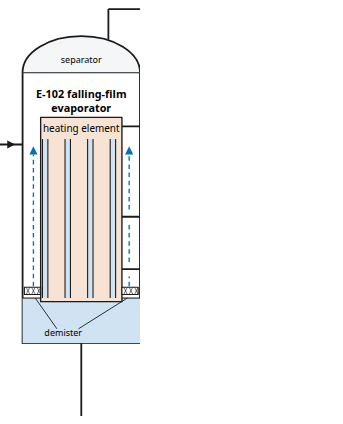 separator
E-102 falling-film
evaporator
heating element
demister